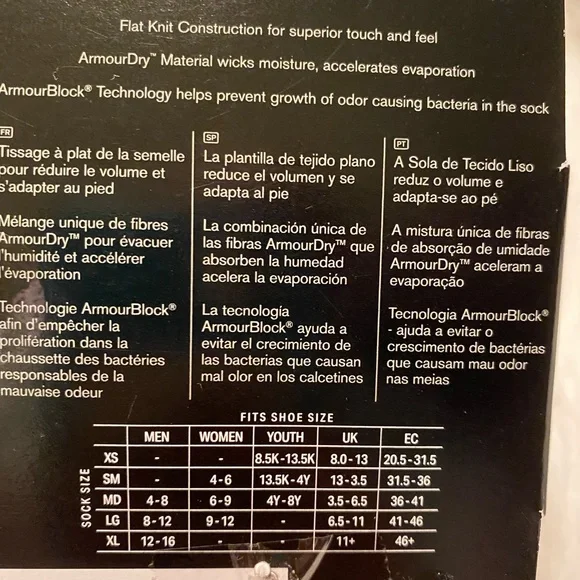 Flat Knit Construction for superior touch and feel
ArmourDry™ Material wicks moisture, accelerates evaporation
ArmourBlock® Technology helps prevent growth of odor causing bacteria in the sock
FR
Tissage à plat de la semelle
pour réduire le volume et
s'adapter au pied
Mélange unique de fibres
ArmourDry™ pour évacuer
l'humidité et accélérer
l'évaporation
Technologie ArmourBlock®
afin d'empêcher la
prolifération dans la
chaussette des bactéries
responsables de la
mauvaise odeur
SP
La plantilla de tejido plano
reduce el volumen y se
adapta al pie
La combinación única de
las fibras ArmourDry™ que
absorben la humedad
acelera la evaporación
La tecnología
ArmourBlock® ayuda a
evitar el crecimiento de
las bacterias que causan
mal olor en los calcetines
PT
A Sola de Tecido Liso
reduz o volume e
adapta-se ao pé
A mistura única de fibras
de absorção de umidade
ArmourDry™ aceleram a
evaporação
Tecnologia ArmourBlock®
- ajuda a evitar o
crescimento de bactérias
que causam mau odor
nas meias
FITS SHOE SIZE
MEN WOMEN YOUTH UK EC
SOCK SIZE
XS - - 8.5K-13.5K 8.0-13 20.5-31.5
SM - 4-6 13.5K-4Y 13-3.5 31.5-36
MD 4-8 6-9 4Y-8Y 3.5-6.5 36-41
LG 8-12 9-12 - 6.5-11 41-46
XL 12-16 - - 11+ 46+